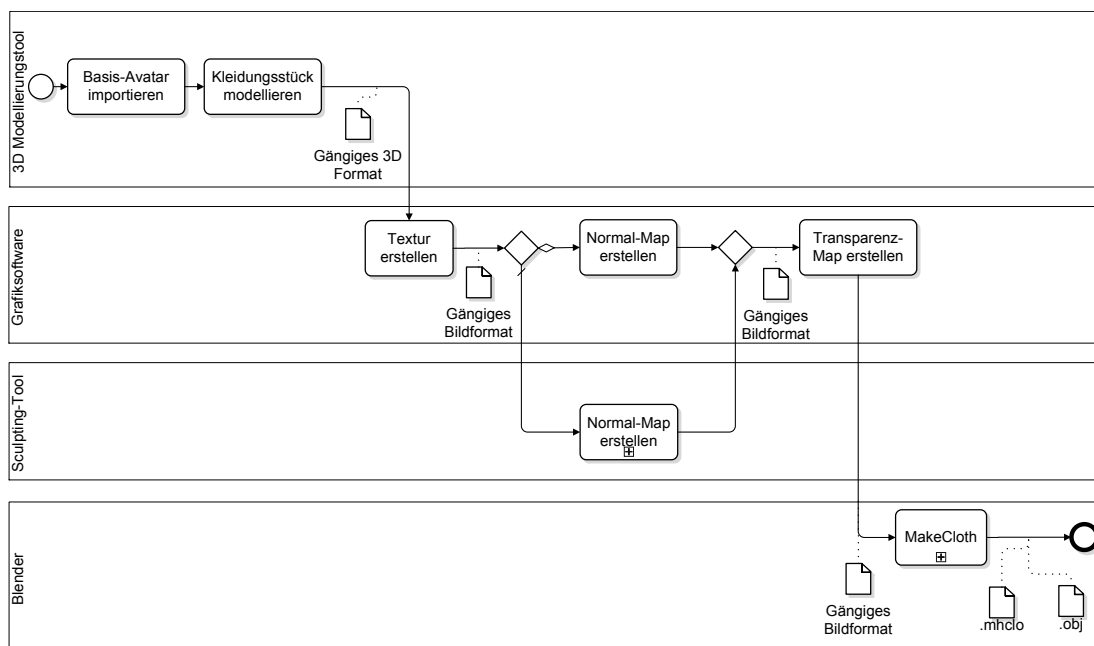 3D Modellierungstool
Basis-Avatar
importieren
Kleidungsstück
modellieren
Gängiges 3D
Format
Grafiksoftware
Textur
erstellen
Gängiges
Bildformat
Normal-Map
erstellen
Gängiges
Bildformat
Transparenz-
Map erstellen
Sculpting-Tool
Normal-Map
erstellen
Blender
Gängiges
Bildformat
MakeCloth
.mhclo
.obj